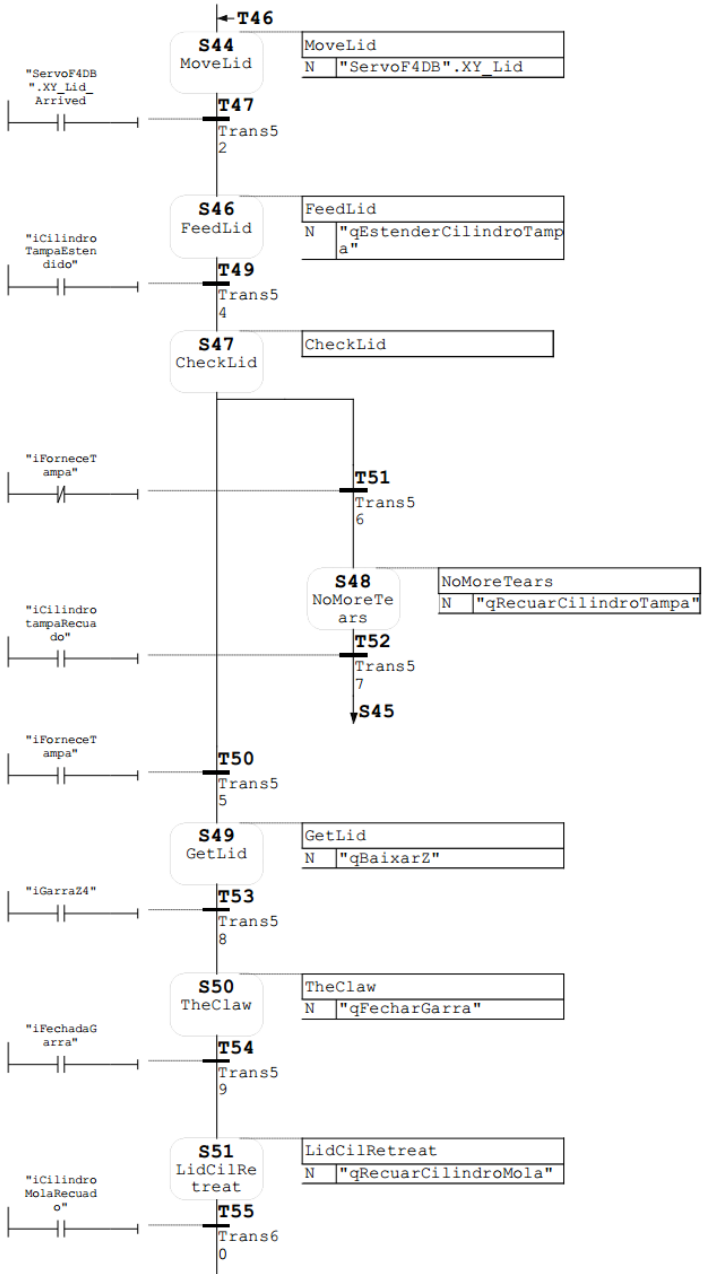 T46
S44
MoveLid
MoveLid
N "ServoF4DB".XY_Lid
"ServoF4DB
".XY_Lid_
Arrived
T47
Trans5
2
S46
FeedLid
FeedLid
N "qEstenderCilindroTamp
a"
"iCilindro
TampaEsten
dido"
T49
Trans5
4
S47
CheckLid
CheckLid
"iForneceT
ampa"
T51
Trans5
6
S48
NoMoreTe
ars
NoMoreTears
N "qRecuarCilindroTampa"
"iCilindro
tampaRecua
do"
T52
Trans5
7
S45
"iForneceT
ampa"
T50
Trans5
5
S49
GetLid
GetLid
N "qBaixarZ"
"iGarraZ4"
T53
Trans5
8
S50
TheClaw
TheClaw
N "qFecharGarra"
"iFechadaG
arra"
T54
Trans5
9
S51
LidCilRe
treat
LidCilRetreat
N "qRecuarCilindroMola"
"iCilindro
MolaRecuad
o"
T55
Trans6
0